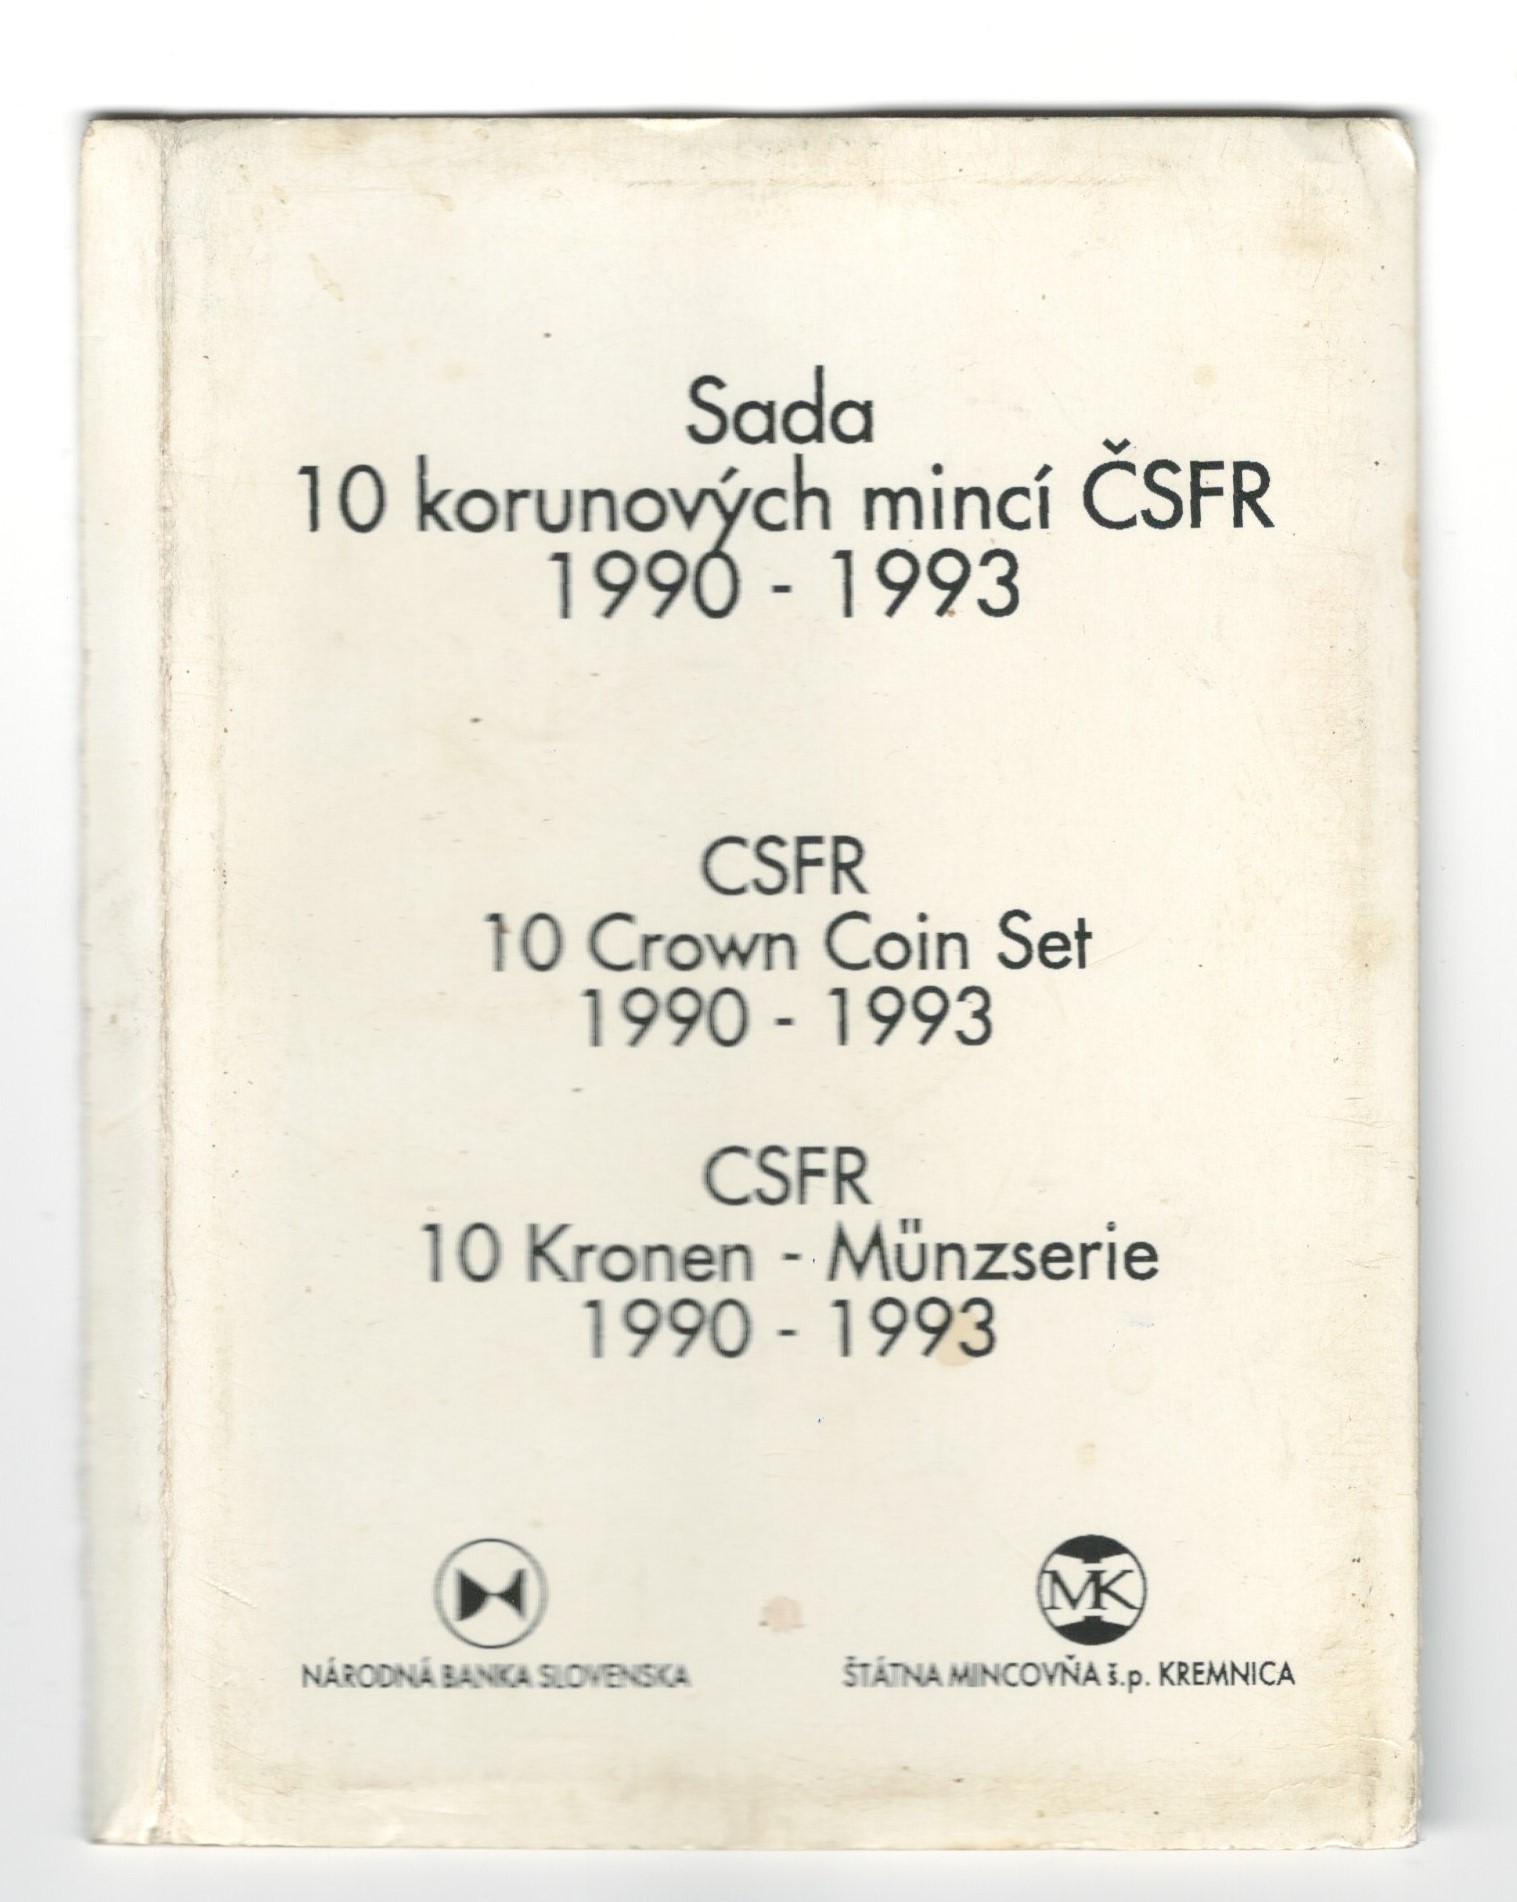 Sada
10 korunových mincí ČSFR
1990 - 1993
CSFR
10 Crown Coin Set
1990 - 1993
CSFR
10 Kronen - Münzserie
1990 - 1993
MK
NÁRODNÁ BANKA SLOVENSKA
ŠTÁTNA MINCOVŇA š.p. KREMNICA